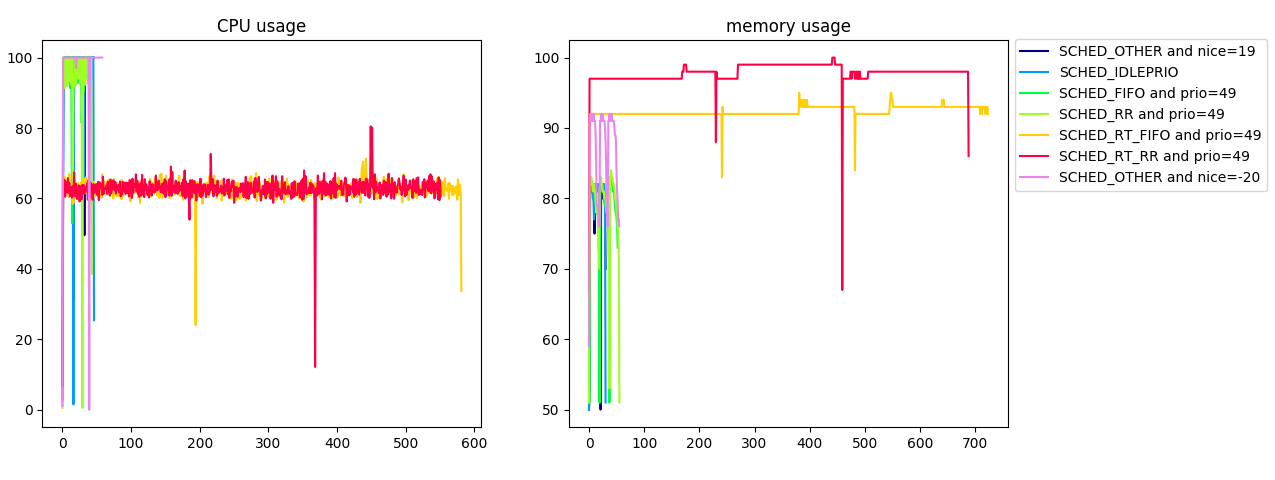 CPU usage
100
80
60
40
20
0
0 100 200 300 400 500 600
memory usage
100
90
80
70
60
50
0 100 200 300 400 500 600 700
SCHED_OTHER and nice=19
SCHED_IDLEPRIO
SCHED_FIFO and prio=49
SCHED_RR and prio=49
SCHED_RT_FIFO and prio=49
SCHED_RT_RR and prio=49
SCHED_OTHER and nice=-20